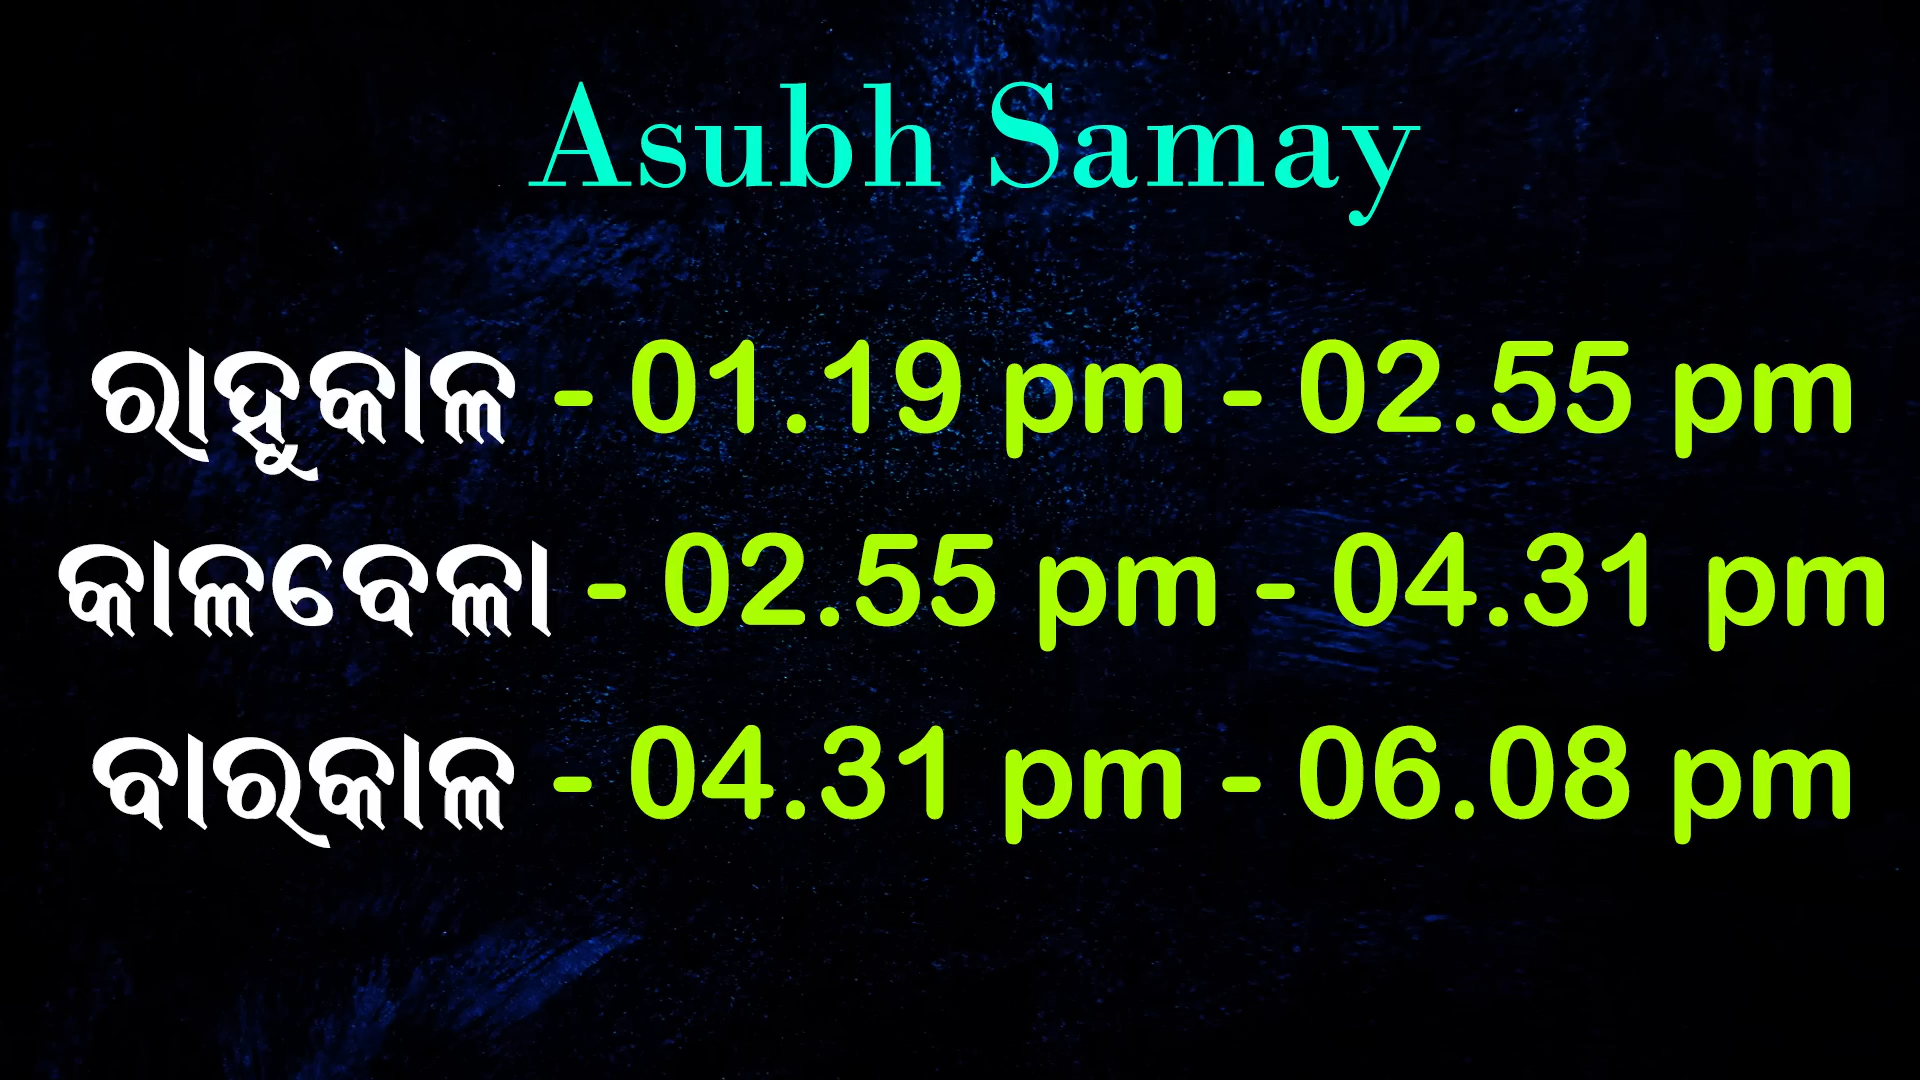 Asubh Samay
ରାହୁକାଳ - 01.19 pm - 02.55 pm
କାଳବେଳା - 02.55 pm - 04.31 pm
ବାରକାଳ - 04.31 pm - 06.08 pm